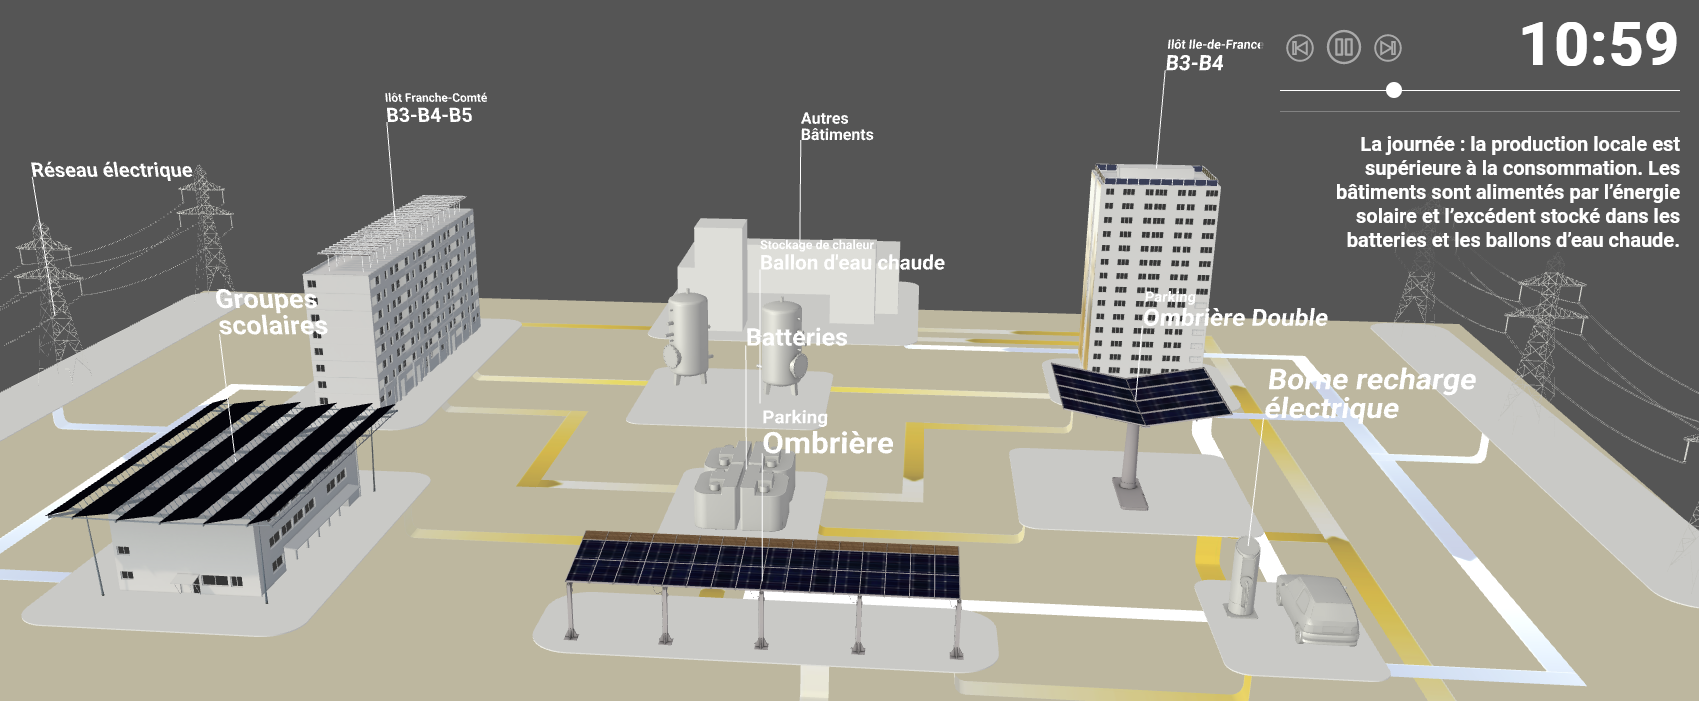 10:59
La journée : la production locale est
supérieure à la consommation. Les
bâtiments sont alimentés par l'énergie
solaire et l'excédent stocké dans les
batteries et les ballons d'eau chaude.
Ilôt Ile-de-France
B3-B4
Ilôt Franche-Comté
B3-B4-B5
Autres
Bâtiments
Réseau électrique
Stockage de chaleur
Ballon d'eau chaude
Groupes
scolaires
Parking
Ombrière Double
Batteries
Borne recharge
électrique
Parking
Ombrière